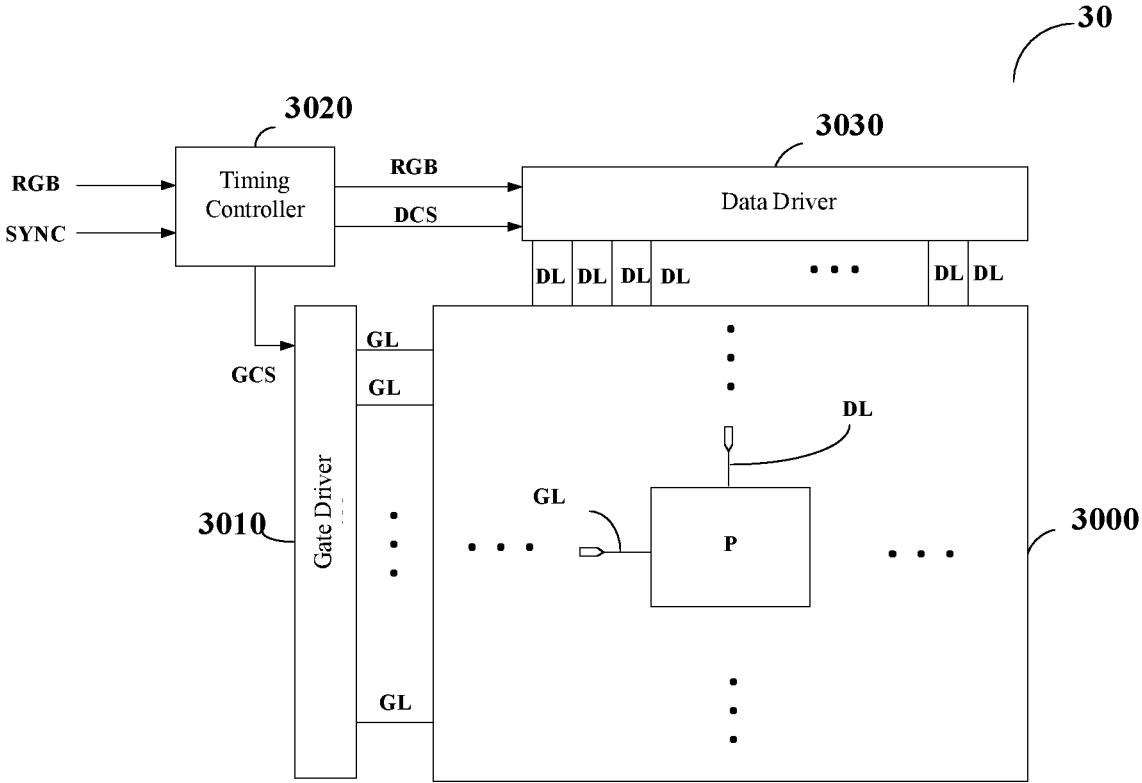 30
3020
3030
RGB
Timing
Controller
RGB
Data Driver
SYNC
DCS
DL
DL
DL
DL
DL
DL
GL
GCS
GL
DL
Gate Driver
GL
3010
3000
P
GL